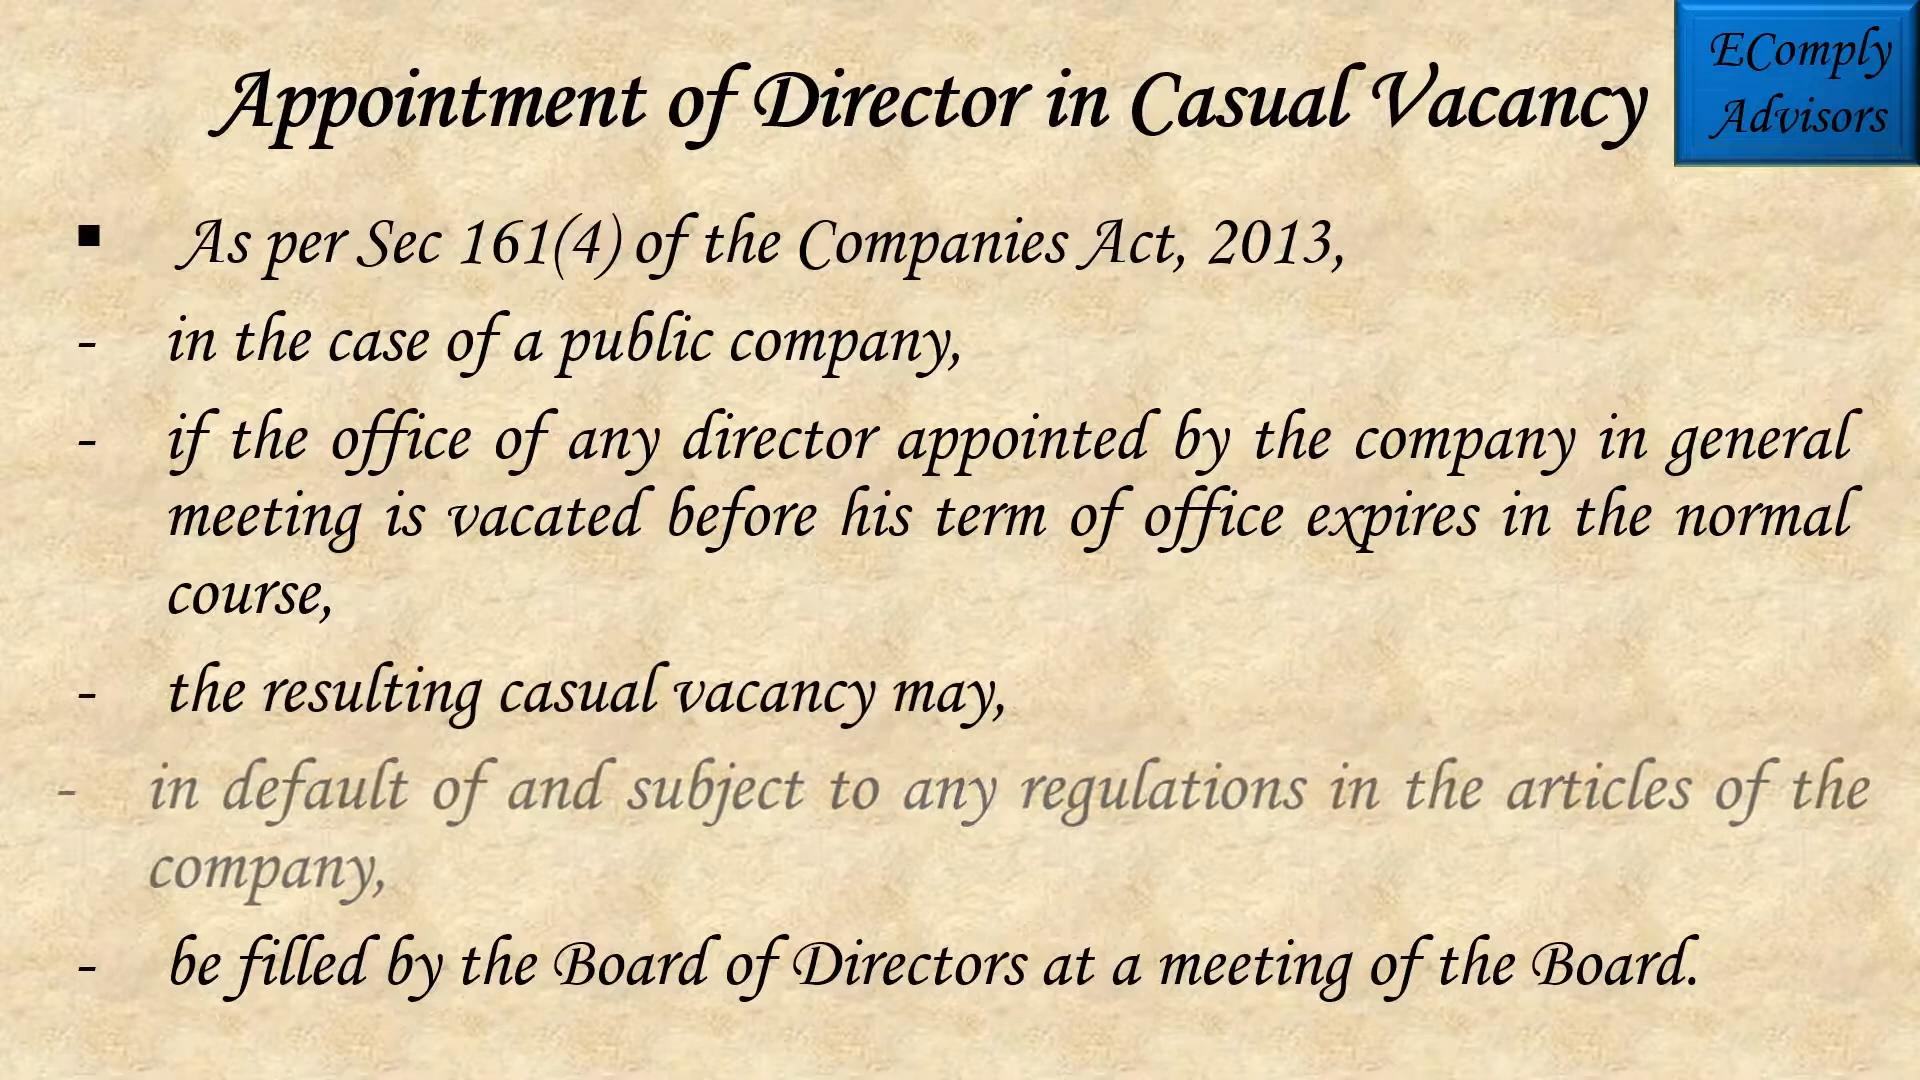 Appointment of Director in Casual Vacancy
EComply
Advisors
▪ As per Sec 161(4) of the Companies Act, 2013,
- in the case of a public company,
- if the office of any director appointed by the company in general
meeting is vacated before his term of office expires in the normal
course,
- the resulting casual vacancy may,
- in default of and subject to any regulations in the articles of the
company,
- be filled by the Board of Directors at a meeting of the Board.